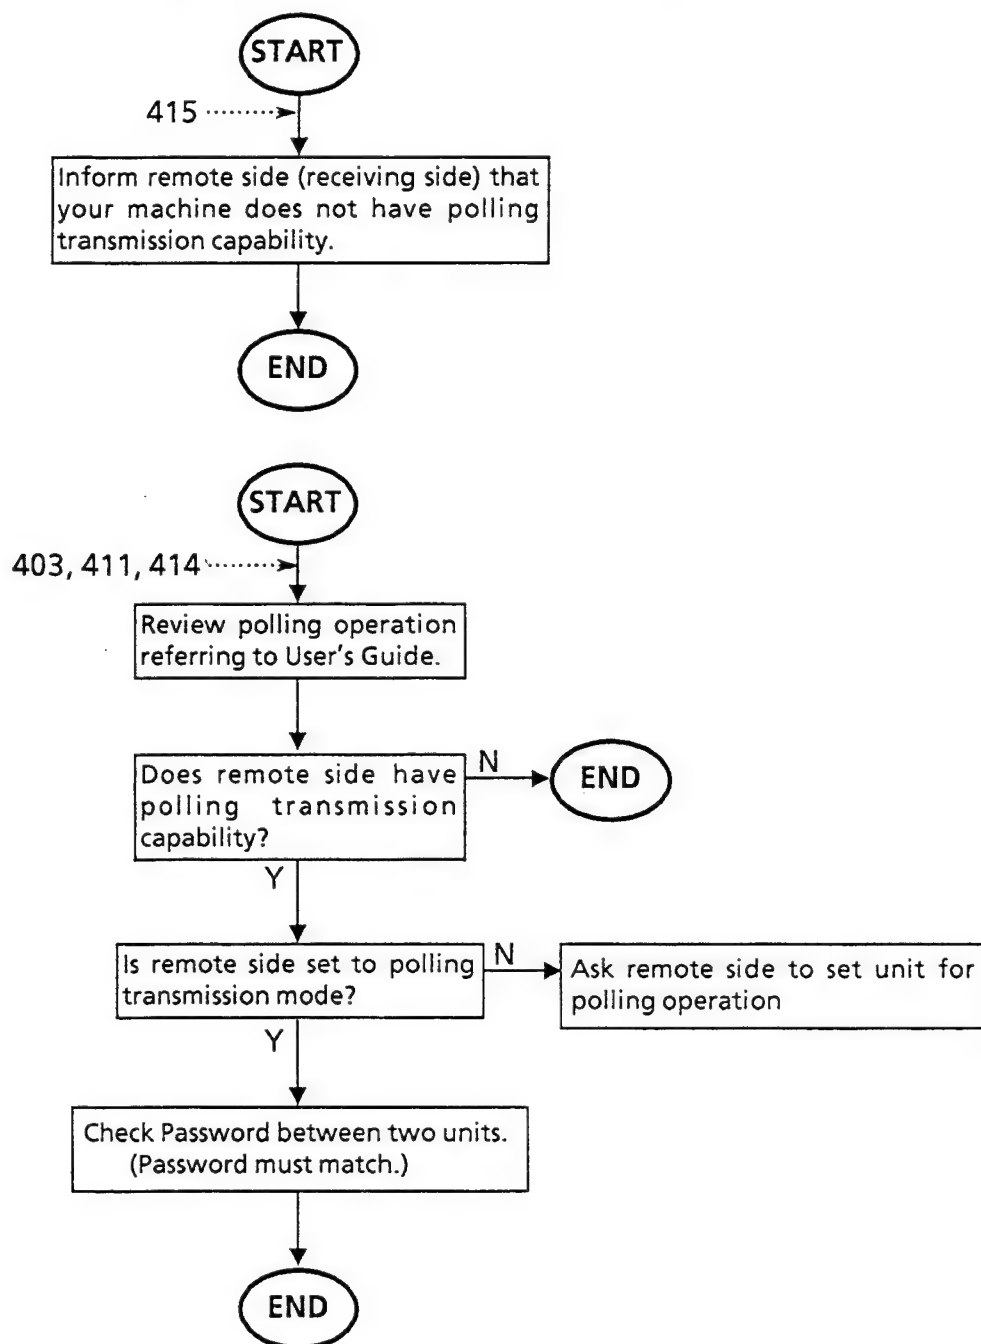 START
415
Inform remote side (receiving side) that
your machine does not have polling
transmission capability.
END
START
403, 411, 414
Review polling operation
referring to User's Guide.
Does remote side have
polling transmission
capability?
N
END
Y
Is remote side set to polling
transmission mode?
N
Ask remote side to set unit for
polling operation
Y
Check Password between two units.
(Password must match.)
END